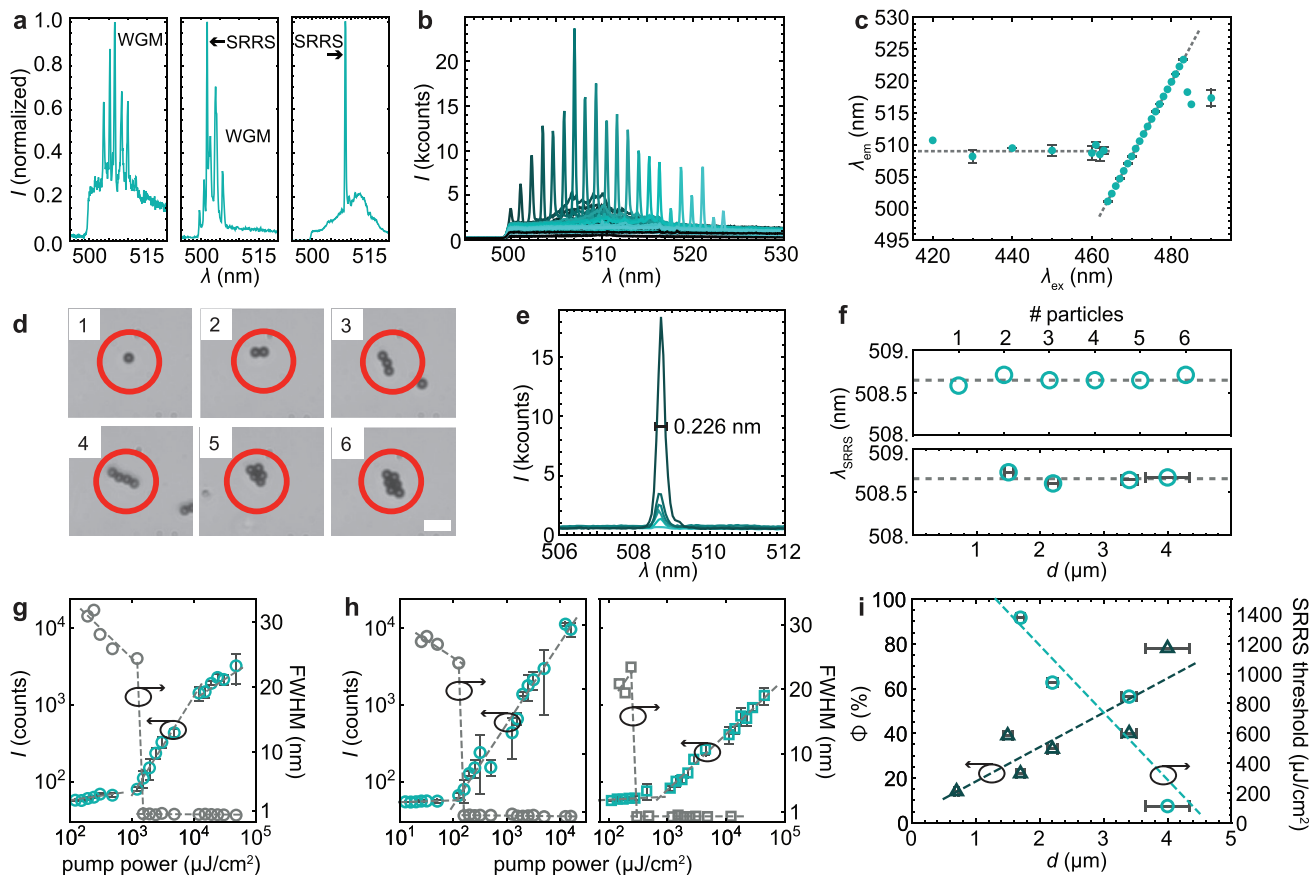 a
I (normalized)
1.0
0.8
0.6
0.4
0.2
0.0
WGM
SRRS
WGM
SRRS
500 515
500 515
500 515
λ (nm)
λ (nm)
λ (nm)
b
I (kcounts)
25
20
15
10
5
0
500 510 520 530
λ (nm)
c
λem (nm)
530
525
520
515
510
505
500
495
420 440 460 480
λex (nm)
d
1 2 3
4 5 6
e
I (kcounts)
20
15
10
5
0
0.226 nm
506 508 510 512
λ (nm)
f
# particles
1 2 3 4 5 6
509.
508.5
508.
λSRRS (nm)
509.
508.5
508.
1 2 3 4
d (µm)
g
I (counts)
10⁴
10³
10²
FWHM (nm)
30
20
10
1
10² 10³ 10⁴ 10⁵
pump power (µJ/cm²)
h
I (counts)
10⁴
10³
10²
FWHM (nm)
30
20
10
1
10¹ 10² 10³ 10⁴
10² 10³ 10⁴ 10⁵
pump power (µJ/cm²)
i
Φ (%)
100
80
60
40
20
0
SRRS threshold (µJ/cm²)
1400
1200
1000
800
600
400
200
0
0 1 2 3 4 5
d (µm)